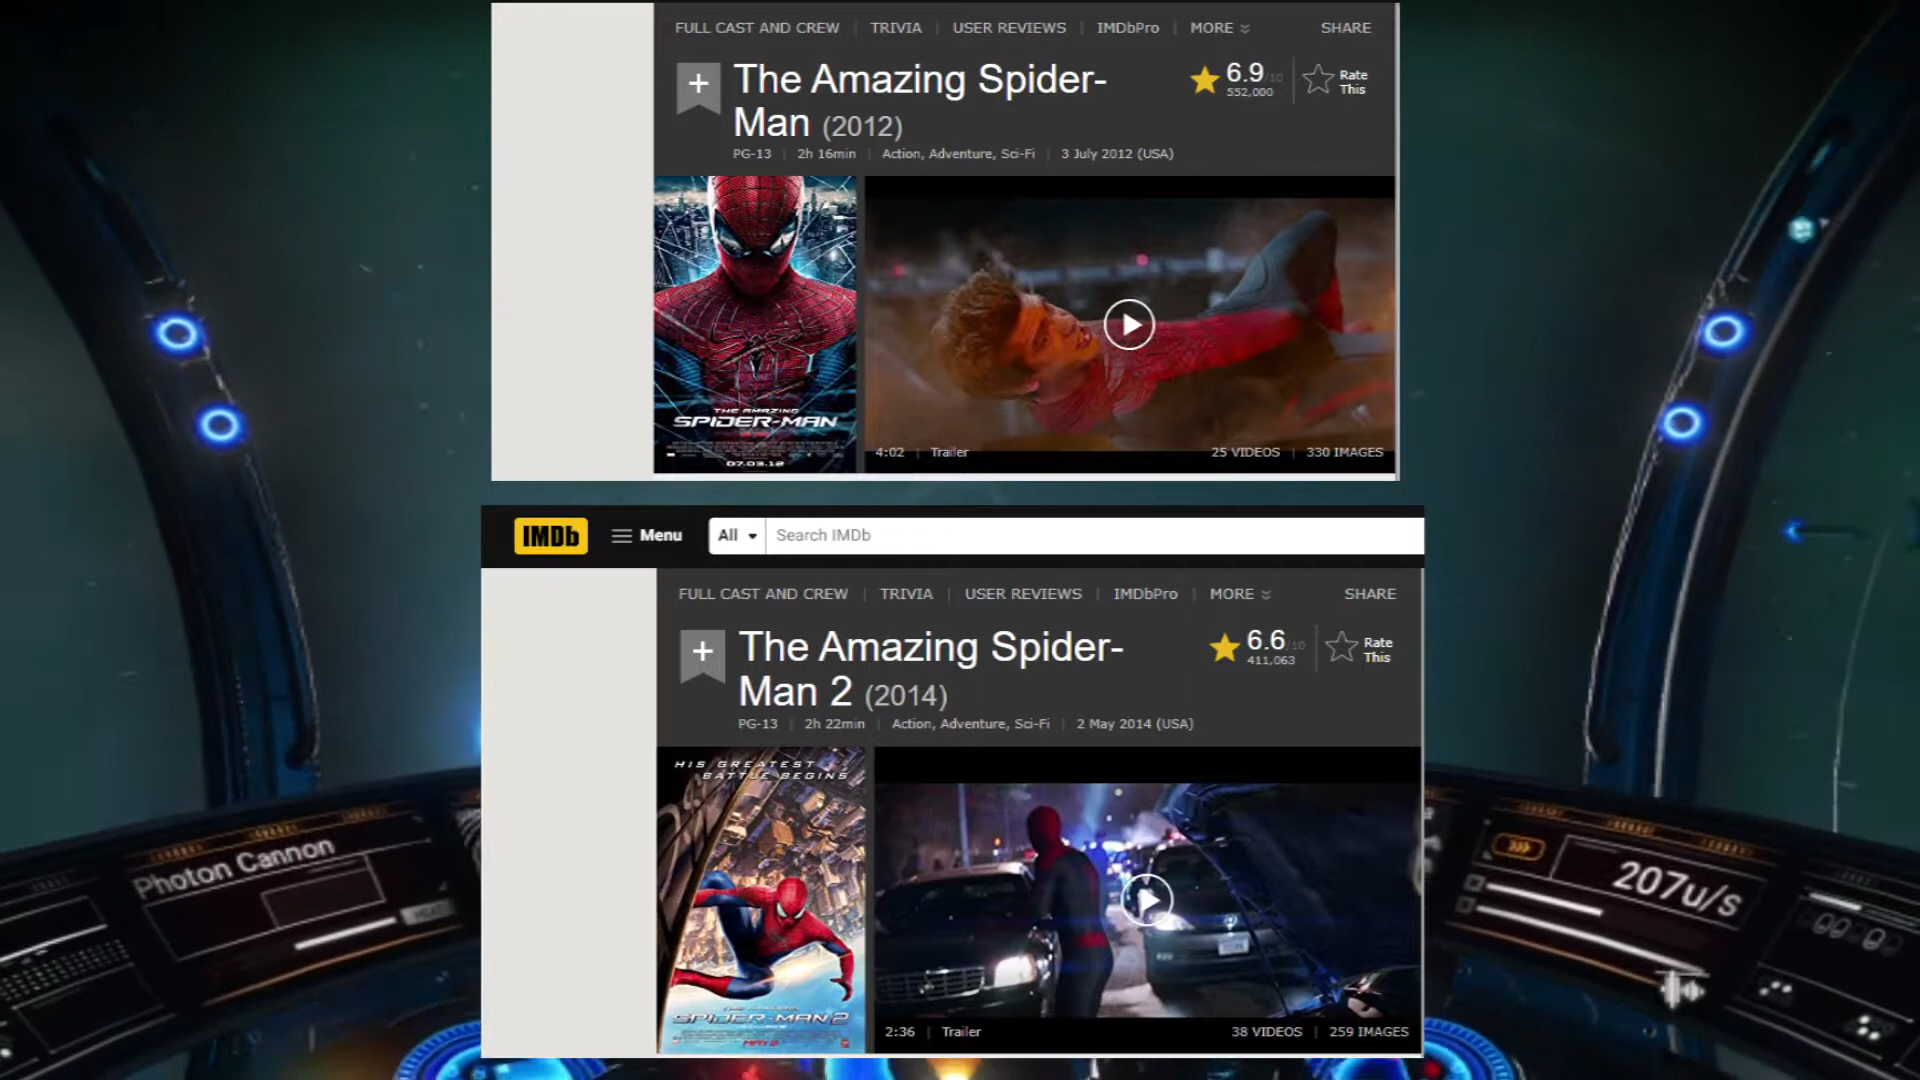 FULL CAST AND CREW | TRIVIA | USER REVIEWS | IMDbPro | MORE SHARE
+ The Amazing Spider-
Man (2012)
6.9/10
552,000
Rate
This
PG-13 | 2h 16min | Action, Adventure, Sci-Fi | 3 July 2012 (USA)
THE AMAZING
SPIDER-MAN
07.03.12
4:02 | Trailer 25 VIDEOS | 330 IMAGES
IMDb Menu All Search IMDb
FULL CAST AND CREW | TRIVIA | USER REVIEWS | IMDbPro | MORE SHARE
+ The Amazing Spider-
Man 2 (2014)
6.6/10
411,063
Rate
This
PG-13 | 2h 22min | Action, Adventure, Sci-Fi | 2 May 2014 (USA)
HIS GREATEST
BATTLE BEGINS
THE AMAZING
SPIDER-MAN 2
MAY 2
2:36 | Trailer 38 VIDEOS | 259 IMAGES
Photon Cannon
207u/s